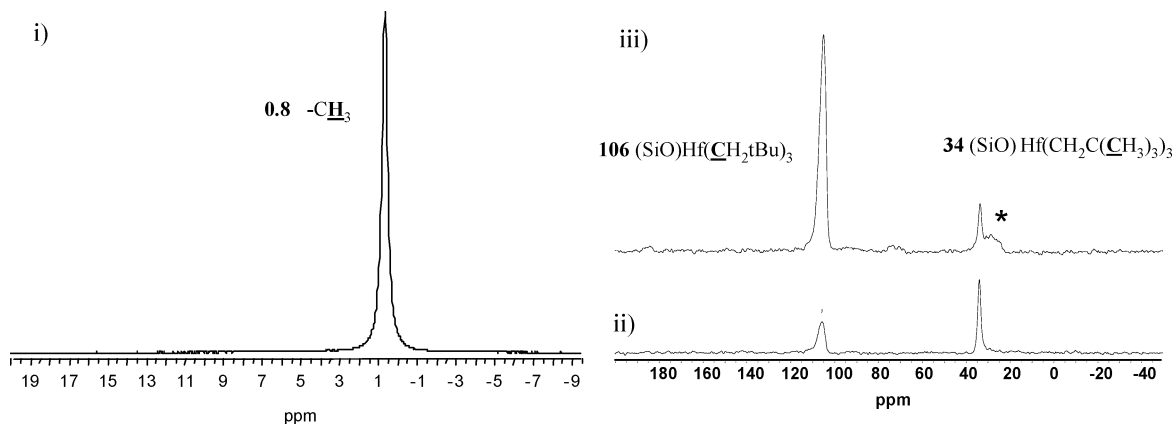 i)
0.8 -CH3
19 17 15 13 11 9 7 5 3 1 -1 -3 -5 -7 -9
ppm
iii)
106 (SiO)Hf(CH2tBu)3
34 (SiO) Hf(CH2C(CH3)3)3
*
ii)
180 160 140 120 100 80 60 40 20 0 -20 -40
ppm